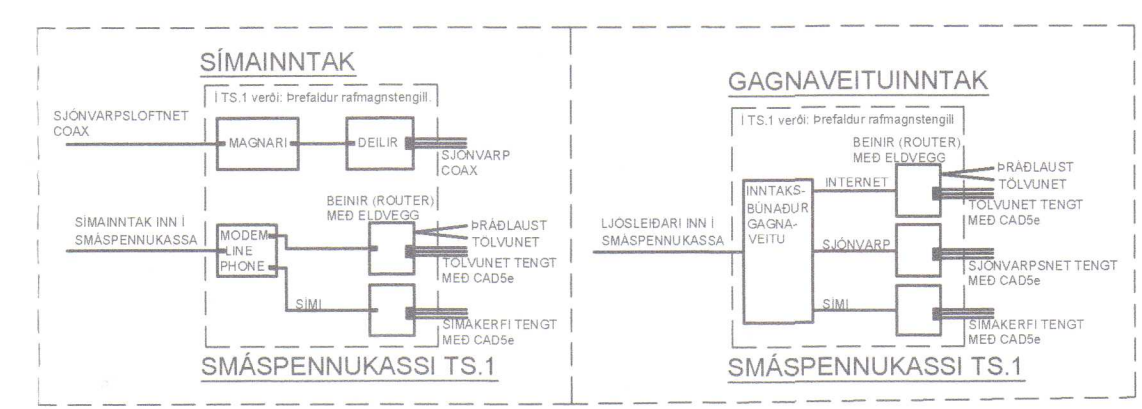 SÍMAINNTAK
Í TS.1 verði: Þrefaldur rafmagnstengill.
SJÓNVARPSLOFTNET
COAX
MAGNARI
DEILIR
SJÓNVARP
COAX
BEINIR (ROUTER)
MEÐ ELDVEGG
SÍMAINNTAK INN Í
SMÁSPENNUKASSA
MODEM
LINE
PHONE
ÞRÁÐLAUST
TÖLVUNET
TÖLVUNET TENGT
MEÐ CAD5e
SÍMI
SÍMAKERFI TENGT
MEÐ CAD5e
SMÁSPENNUKASSI TS.1
GAGNAVEITUINNTAK
Í TS.1 verði: Þrefaldur rafmagnstengill
BEINIR (ROUTER)
MEÐ ELDVEGG
INTERNET
ÞRÁÐLAUST
TÖLVUNET
TÖLVUNET TENGT
MEÐ CAD5e
LJÓSLEIÐARI INN Í
SMÁSPENNUKASSA
INNTAKS-
BÚNAÐUR
GAGNA-
VEITU
SJÓNVARP
SJÓNVARPSNET TENGT
MEÐ CAD5e
SÍMI
SÍMAKERFI TENGT
MEÐ CAD5e
SMÁSPENNUKASSI TS.1